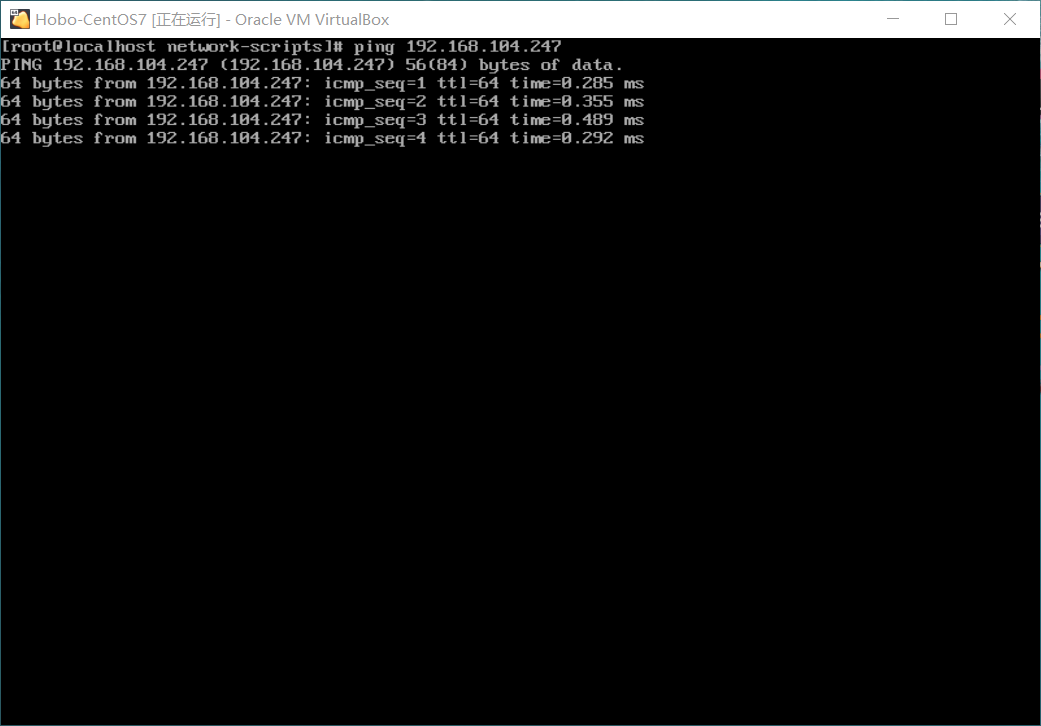 Hobo-CentOS7 [正在运行] - Oracle VM VirtualBox
[root@localhost network-scripts]# ping 192.168.104.247
PING 192.168.104.247 (192.168.104.247) 56(84) bytes of data.
64 bytes from 192.168.104.247: icmp_seq=1 ttl=64 time=0.285 ms
64 bytes from 192.168.104.247: icmp_seq=2 ttl=64 time=0.355 ms
64 bytes from 192.168.104.247: icmp_seq=3 ttl=64 time=0.489 ms
64 bytes from 192.168.104.247: icmp_seq=4 ttl=64 time=0.292 ms